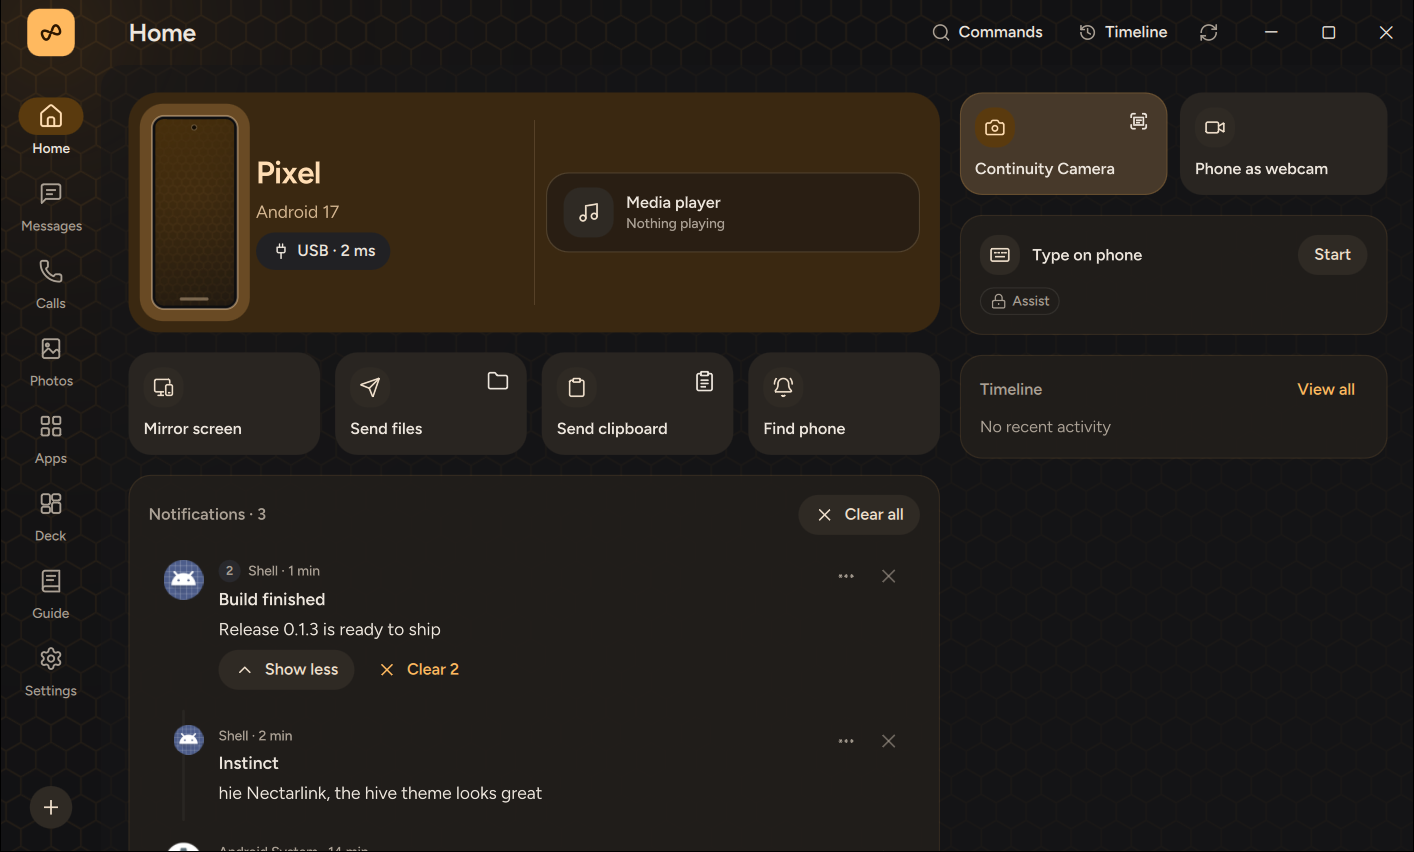 Home
Commands
Timeline
Home
Messages
Calls
Photos
Apps
Deck
Guide
Settings
Pixel
Android 17
USB · 2 ms
Media player
Nothing playing
Continuity Camera
Phone as webcam
Type on phone
Start
Assist
Mirror screen
Send files
Send clipboard
Find phone
Timeline
View all
No recent activity
Notifications · 3
Clear all
2 Shell · 1 min
Build finished
Release 0.1.3 is ready to ship
Show less
Clear 2
Shell · 2 min
Instinct
hie Nectarlink, the hive theme looks great
Android System · 14 min